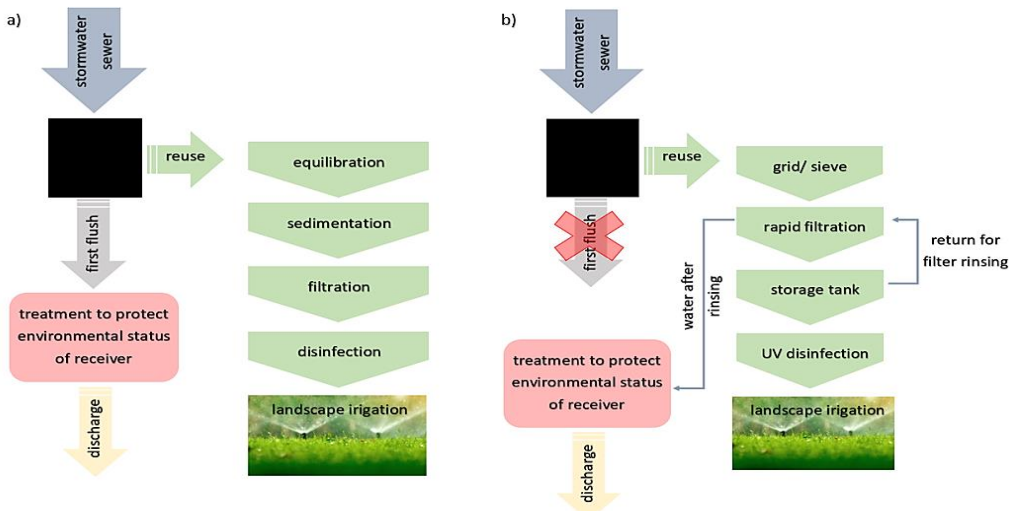 a)
stormwater
sewer
reuse
first flush
treatment to protect
environmental status
of receiver
discharge
equilibration
sedimentation
filtration
disinfection
landscape irigation
b)
stormwater
sewer
reuse
first flush
grid/ sieve
rapid filtration
storage tank
return for
filter rinsing
water after
rinsing
UV disinfection
treatment to protect
environmental status
of receiver
landscape irigation
discharge